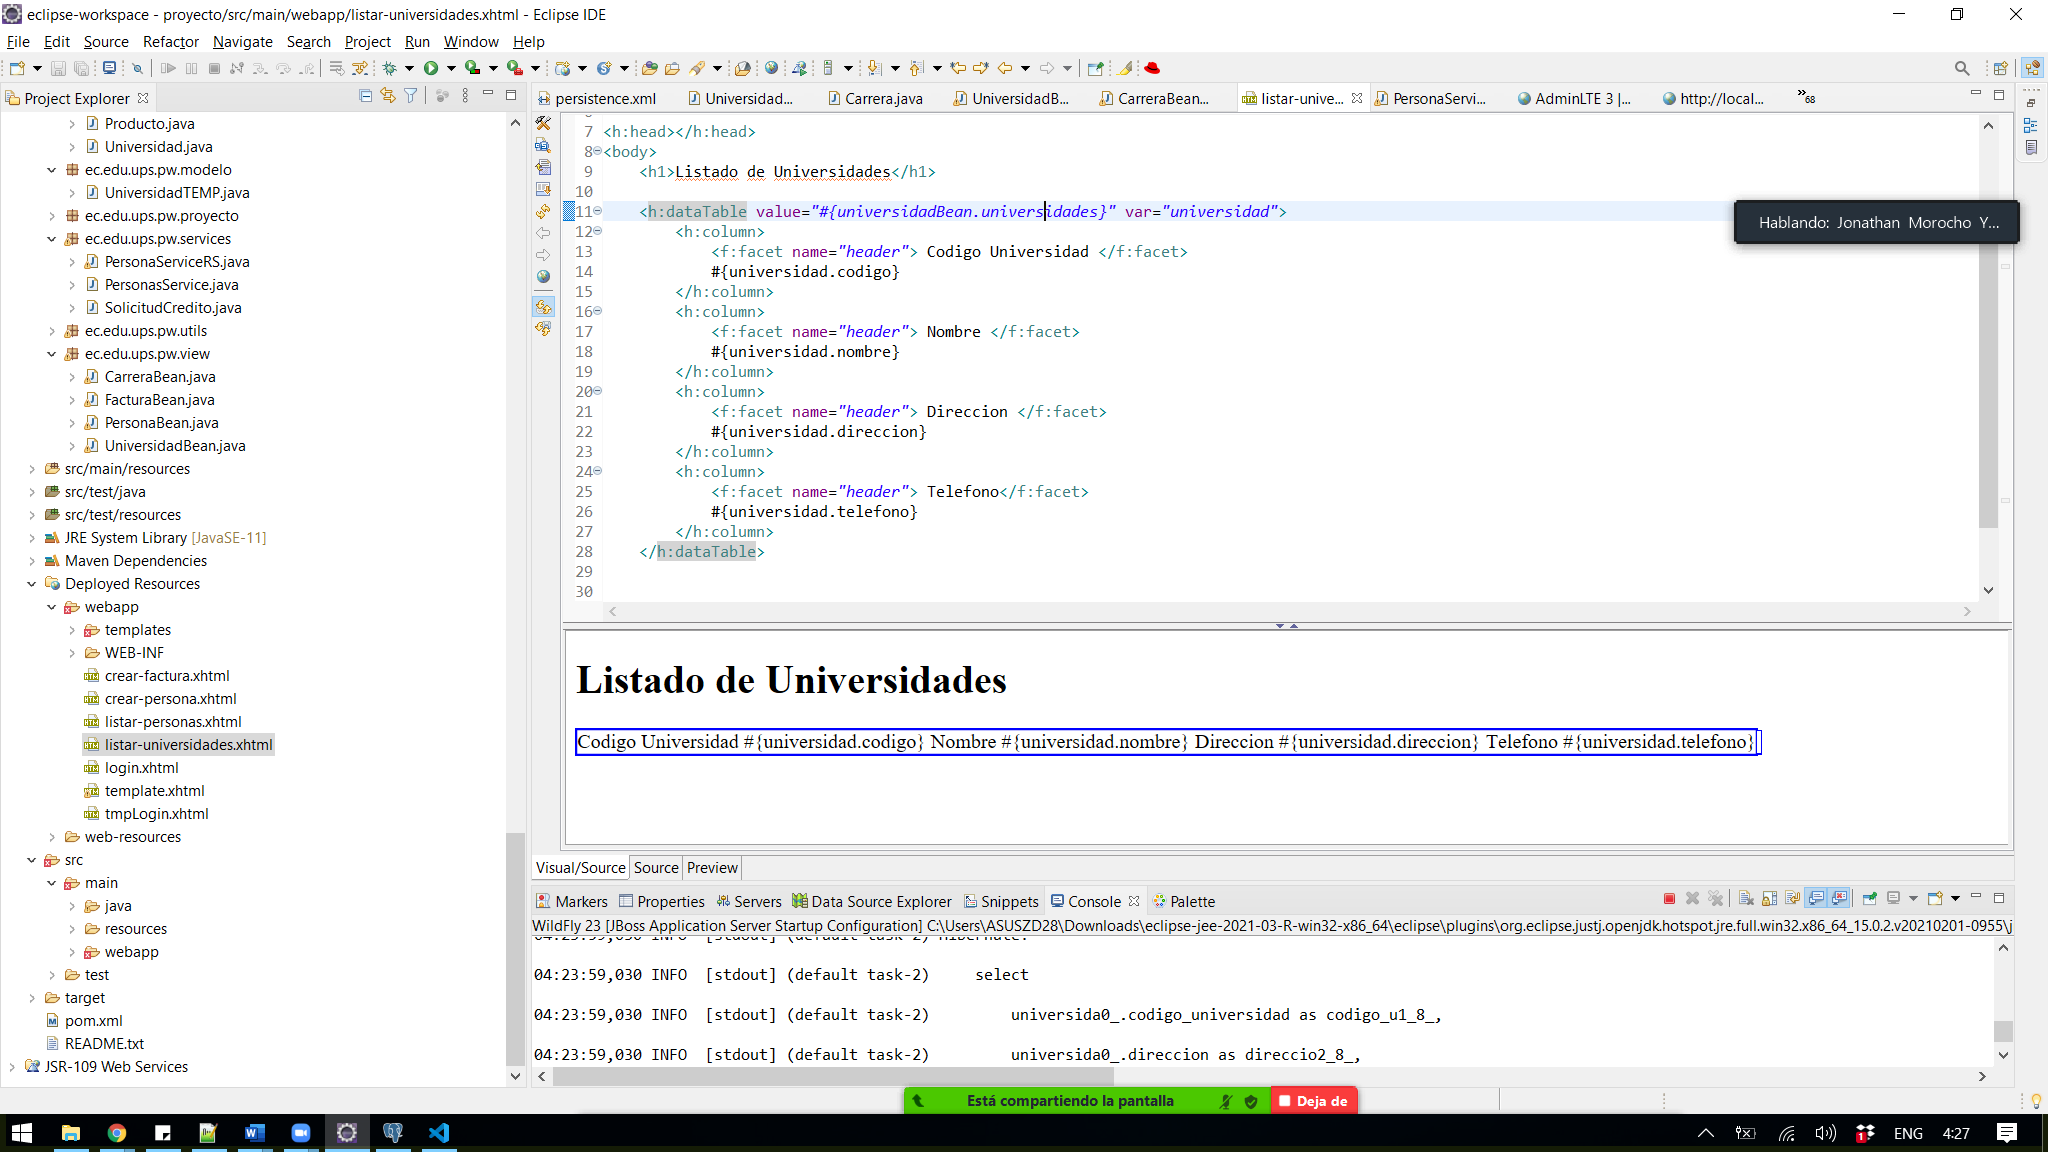 eclipse-workspace - proyecto/src/main/webapp/listar-universidades.xhtml - Eclipse IDE
File Edit Source Refactor Navigate Search Project Run Window Help
Project Explorer
Producto.java
Universidad.java
ec.edu.ups.pw.modelo
UniversidadTEMP.java
ec.edu.ups.pw.proyecto
ec.edu.ups.pw.services
PersonaServiceRS.java
PersonasService.java
SolicitudCredito.java
ec.edu.ups.pw.utils
ec.edu.ups.pw.view
CarreraBean.java
FacturaBean.java
PersonaBean.java
UniversidadBean.java
src/main/resources
src/test/java
src/test/resources
JRE System Library [JavaSE-11]
Maven Dependencies
Deployed Resources
webapp
templates
WEB-INF
crear-factura.xhtml
crear-persona.xhtml
listar-personas.xhtml
listar-universidades.xhtml
login.xhtml
template.xhtml
tmpLogin.xhtml
web-resources
src
main
java
resources
webapp
test
target
pom.xml
README.txt
JSR-109 Web Services
persistence.xml Universidad... Carrera.java UniversidadB... CarreraBean... listar-unive... PersonaServi... AdminLTE 3 |... http://local... »68
7 <h:head></h:head>
8 <body>
9 <h1>Listado de Universidades</h1>
10
11 <h:dataTable value="#{universidadBean.universidades}" var="universidad">
12 <h:column>
13 <f:facet name="header"> Codigo Universidad </f:facet>
14 #{universidad.codigo}
15 </h:column>
16 <h:column>
17 <f:facet name="header"> Nombre </f:facet>
18 #{universidad.nombre}
19 </h:column>
20 <h:column>
21 <f:facet name="header"> Direccion </f:facet>
22 #{universidad.direccion}
23 </h:column>
24 <h:column>
25 <f:facet name="header"> Telefono</f:facet>
26 #{universidad.telefono}
27 </h:column>
28 </h:dataTable>
29
30
Hablando: Jonathan Morocho Y...
Listado de Universidades
Codigo Universidad #{universidad.codigo} Nombre #{universidad.nombre} Direccion #{universidad.direccion} Telefono #{universidad.telefono}
Visual/Source Source Preview
Markers Properties Servers Data Source Explorer Snippets Console Palette
WildFly 23 [JBoss Application Server Startup Configuration] C:\Users\ASUSZD28\Downloads\eclipse-jee-2021-03-R-win32-x86_64\eclipse\plugins\org.eclipse.justj.openjdk.hotspot.jre.full.win32.x86_64_15.0.2.v20210201-0955\j
04:23:59,030 INFO [stdout] (default task-2) Hibernate:
04:23:59,030 INFO [stdout] (default task-2) select
04:23:59,030 INFO [stdout] (default task-2) universida0_.codigo_universidad as codigo_u1_8_,
04:23:59,030 INFO [stdout] (default task-2) universida0_.direccion as direccio2_8_,
Está compartiendo la pantalla
Deja de
ENG 4:27